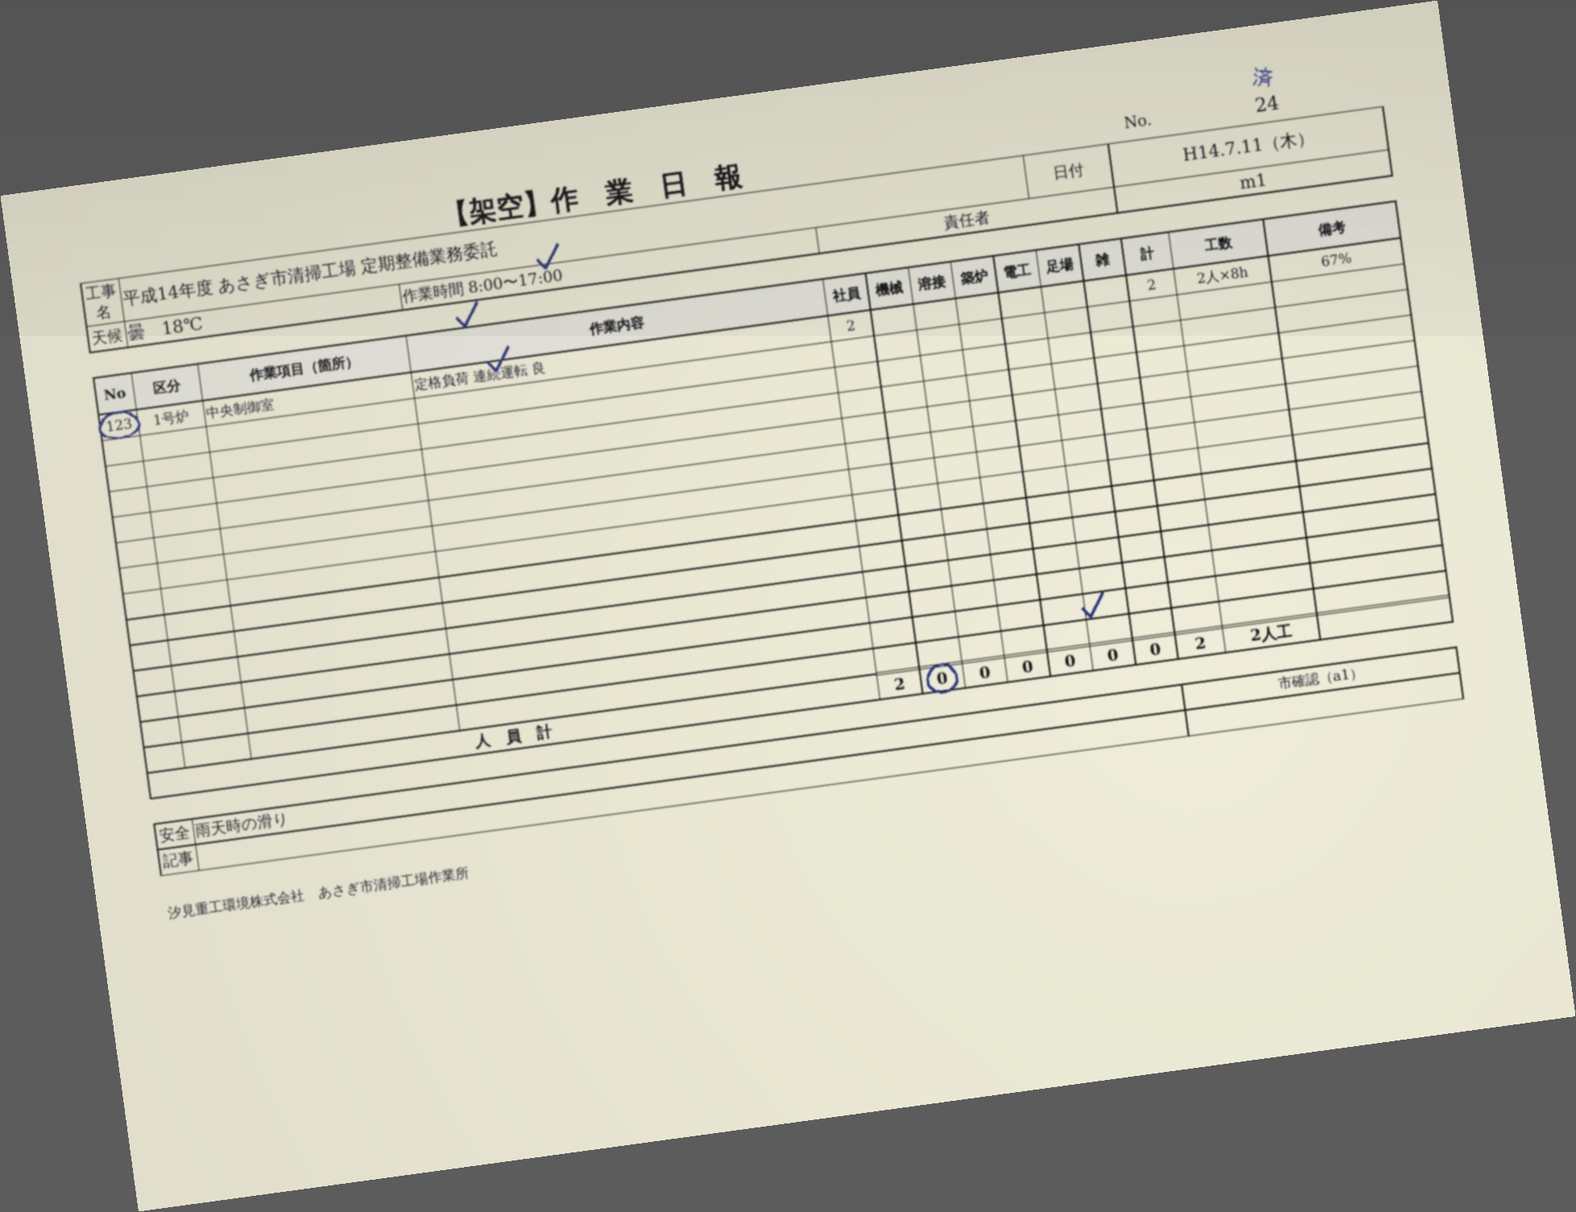 済
No. 24
【架空】作 業 日 報
工事名 平成14年度 あさぎ市清掃工場 定期整備業務委託 日付 H14.7.11（木）
天候 曇 18℃ 作業時間 8:00〜17:00 責任者 m1
No 区分 作業項目（箇所） 作業内容 社員 機械 溶接 築炉 電工 足場 雑 計 工数 備考
123 1号炉 中央制御室 定格負荷 連続運転 良 2 2 2人×8h 67%
人 員 計 2 0 0 0 0 0 0 2 2人工
安全 雨天時の滑り 市確認（a1）
記事
汐見重工環境株式会社 あさぎ市清掃工場作業所